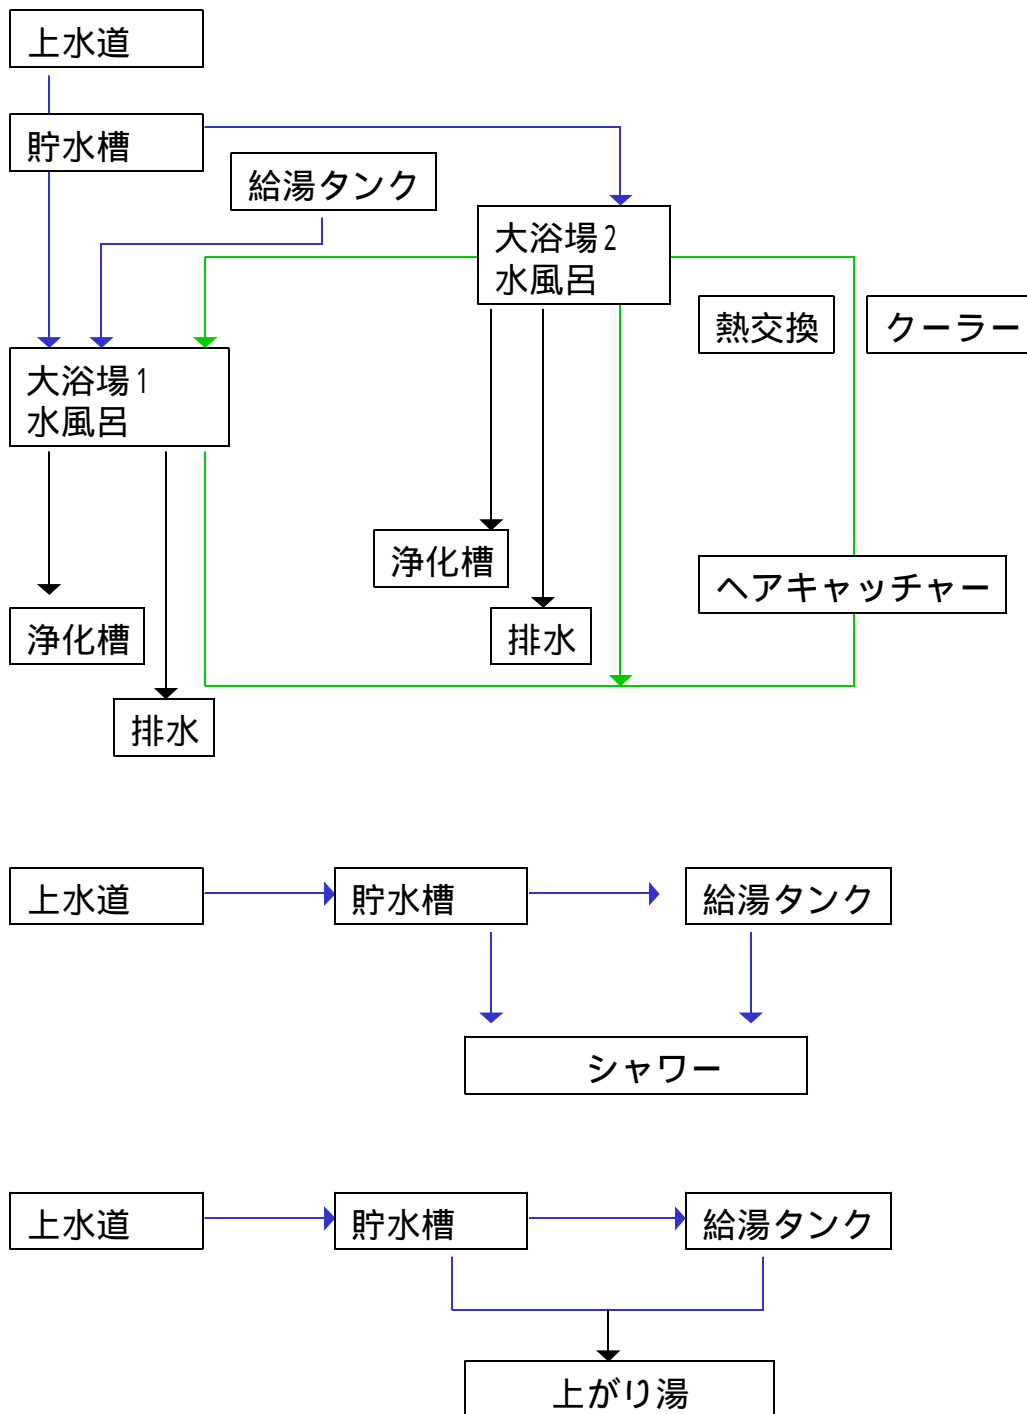 上水道
貯水槽
給湯タンク
大浴場2
水風呂
熱交換
クーラー
大浴場1
水風呂
浄化槽
ヘアキャッチャー
浄化槽
排水
排水
上水道
貯水槽
給湯タンク
シャワー
上水道
貯水槽
給湯タンク
上がり湯